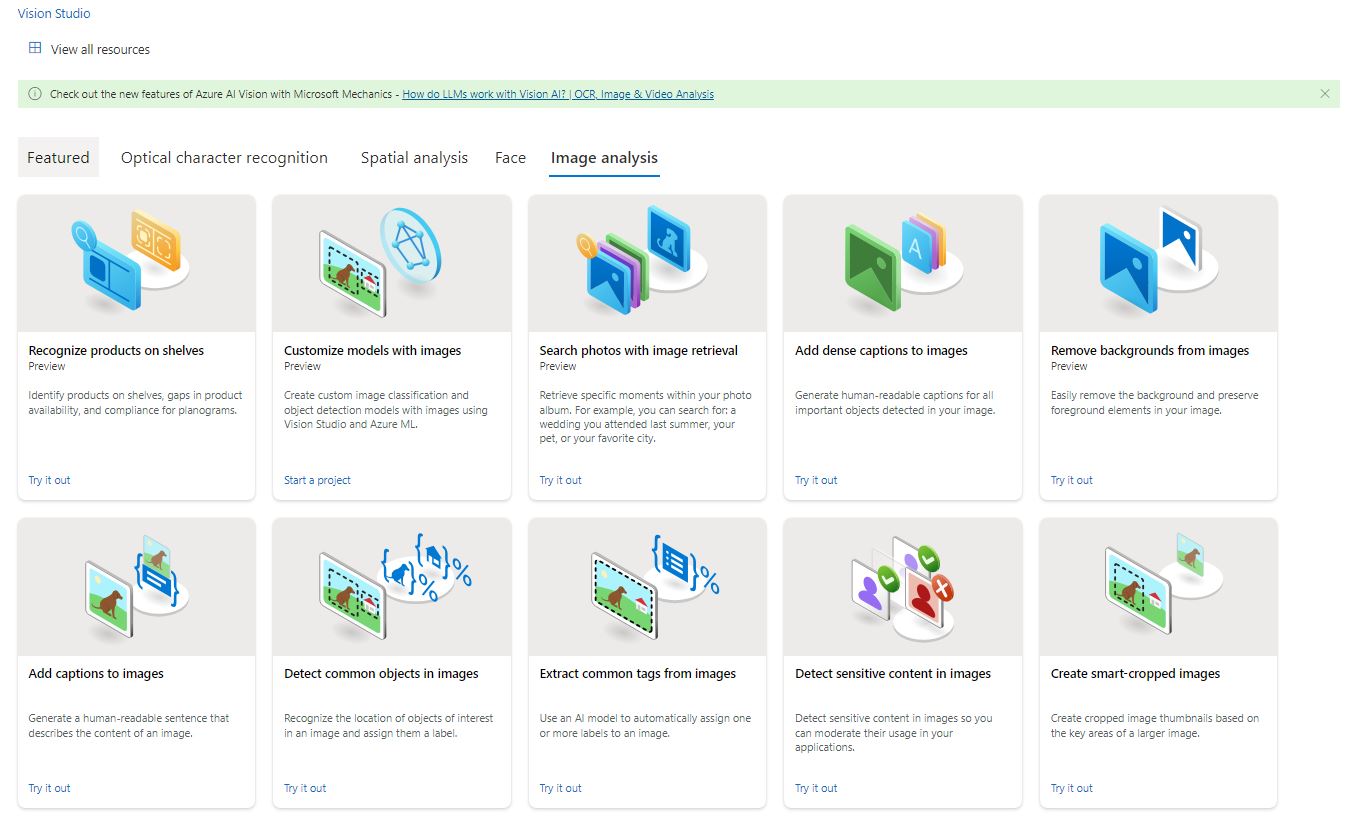 Vision Studio
View all resources
Check out the new features of Azure AI Vision with Microsoft Mechanics - How do LLMs work with Vision AI? | OCR, Image & Video Analysis
Featured
Optical character recognition
Spatial analysis
Face
Image analysis
A
Recognize products on shelves
Preview
Identify products on shelves, gaps in product
availability, and compliance for planograms.
Try it out
Customize models with images
Preview
Create custom image classification and
object detection models with images using
Vision Studio and Azure ML.
Start a project
Search photos with image retrieval
Preview
Retrieve specific moments within your photo
album. For example, you can search for: a
wedding you attended last summer, your
pet, or your favorite city.
Try it out
Add dense captions to images
Generate human-readable captions for all
important objects detected in your image.
Try it out
Remove backgrounds from images
Preview
Easily remove the background and preserve
foreground elements in your image.
Try it out
{ }
{ } % { } %
{ } %
Add captions to images
Generate a human-readable sentence that
describes the content of an image.
Try it out
Detect common objects in images
Recognize the location of objects of interest
in an image and assign them a label.
Try it out
Extract common tags from images
Use an AI model to automatically assign one
or more labels to an image.
Try it out
Detect sensitive content in images
Detect sensitive content in images so you
can moderate their usage in your
applications.
Try it out
Create smart-cropped images
Create cropped image thumbnails based on
the key areas of a larger image.
Try it out